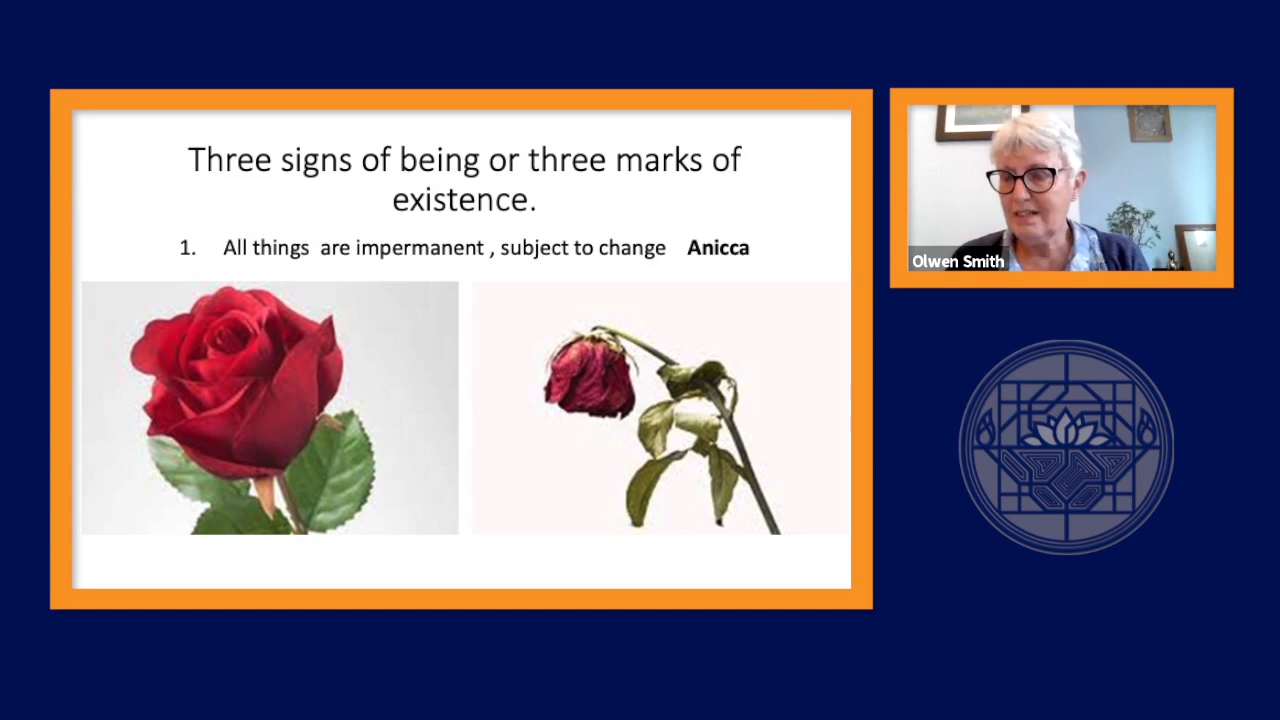 Three signs of being or three marks of
existence.
1. All things are impermanent , subject to change Anicca
Olwen Smith